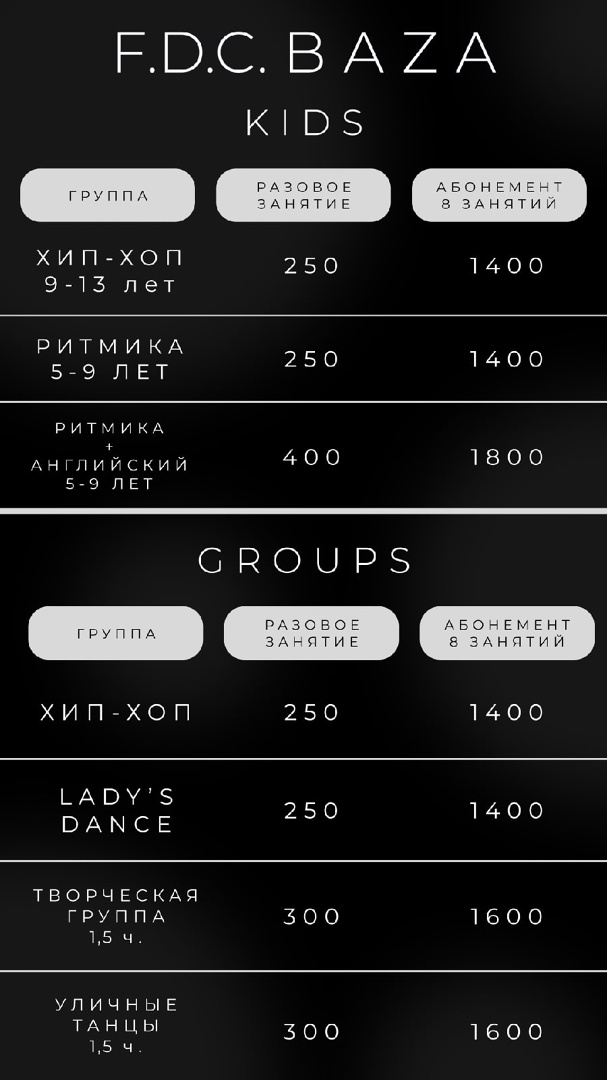 F.D.C. BAZA
KIDS
ГРУППА
РАЗОВОЕ
ЗАНЯТИЕ
АБОНЕМЕНТ
8 ЗАНЯТИЙ
ХИП-ХОП
9-13 лет
250
1400
РИТМИКА
5-9 ЛЕТ
250
1400
РИТМИКА
+
АНГЛИЙСКИЙ
5-9 ЛЕТ
400
1800
GROUPS
ГРУППА
РАЗОВОЕ
ЗАНЯТИЕ
АБОНЕМЕНТ
8 ЗАНЯТИЙ
ХИП-ХОП
250
1400
LADY’S
DANCE
250
1400
ТВОРЧЕСКАЯ
ГРУППА
1,5 ч.
300
1600
УЛИЧНЫЕ
ТАНЦЫ
1,5 ч.
300
1600